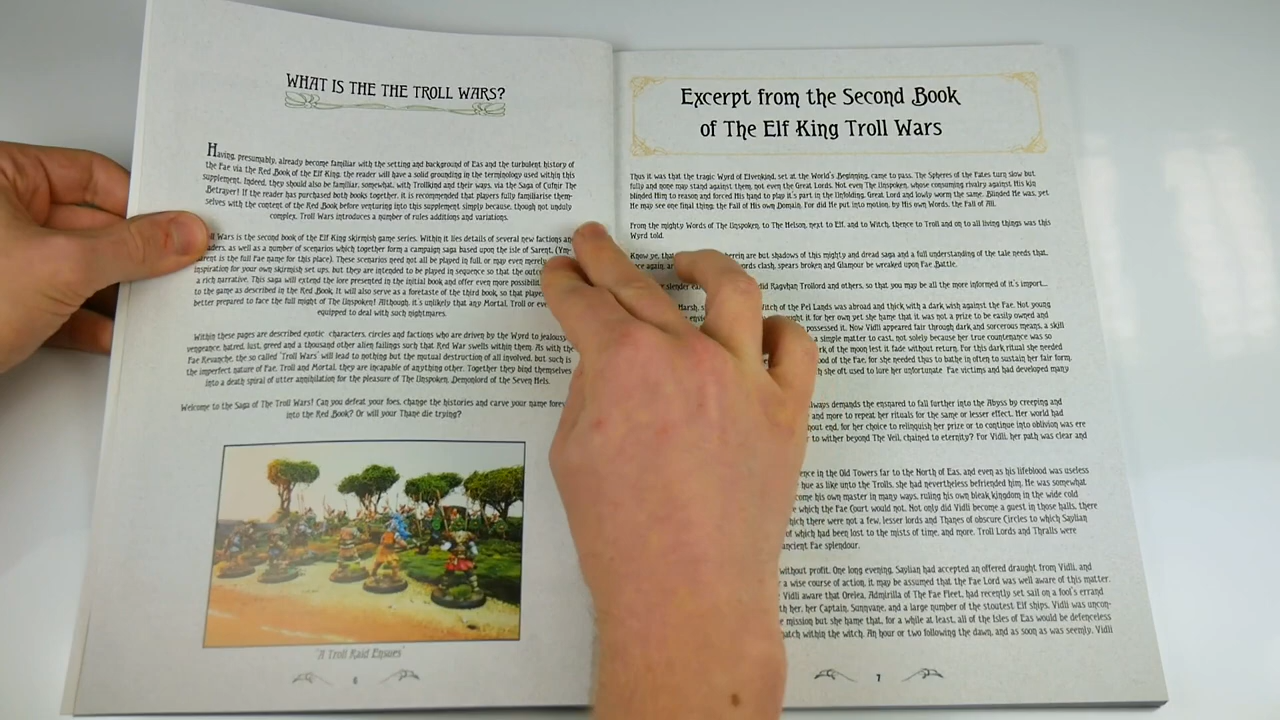 WHAT IS THE THE TROLL WARS?
Having, presumably, already become familiar with the setting and background of Eas and the turbulent history of
the Fae via the Red Book of the Elf King, the reader will have a solid grounding in the terminology used within this
supplement. Indeed, they should also be familiar, somewhat, with Trollkind and their ways, via the Saga of
Betrayer! If the reader has purchased both books together, it is recommended that players fully familiarise them-
selves with the content of the Red Book before venturing into this supplement simply because, though not unduly
complex, Troll Wars introduces a number of rules additions and variations.
Wars is the second book of the Elf King skirmish game series. Within it lies details of several new factions
as well as a number of scenarios which together form a campaign saga based upon the isle of Sarent,
is the full Fae name for this place). These scenarios need not be played in full or may even merely
inspiration for your own skirmish set ups, but they are intended to be played in sequence so that the
a rich narrative. This saga will extend the lore presented in the initial book and offer even more
to the game as described in the Red Book. It will also serve as a foretaste of the third book, so that
better prepared to face the full might of The Unspoken! Although, it's unlikely that any Mortal, Troll or
equipped to deal with such nightmares.
Within these pages are described exotic characters, circles and factions who are driven by the Wyrd to jealousy,
vengeance, hatred, lust, greed and a thousand other alien failings such that Red War swells within them. As with the
Fae Revanche, the so called 'Troll Wars' will lead to nothing but the mutual destruction of all involved, but such is
the imperfect nature of Fae, Troll and Mortal, they are incapable of anything other. Together they bind themselves
into a death spiral of utter annihilation for the pleasure of The Unspoken, Demonlord of the Seven Hels.
Welcome to the Saga of The Troll Wars! Can you defeat your foes, change the histories and carve your name
into the Red Book? Or will your Thane die trying?
"A Troll Raid Ensues"
6
Excerpt from the Second Book
of The Elf King Troll Wars
Thus it was that the tragic Wyrd of Elvenkind, set at the World's Beginning, came to pass. The Spheres of the Fates turn slow but
fully and none may stand against them, not even the Great Lords. Not even The Unspoken, whose consuming rivalry against His kin
blinded Him to reason and forced His hand to play it's part in the Unfolding, Great Lord and lowly worm the same. Blinded He was, yet
He may see one final thing; the Fall of His own Domain. For did He put into motion, by His own Words, the Fall of All.
From the mighty Words of The Unspoken, to The Helson, next to Elf, and to Witch, thence to Troll and on to all living things was this
Wyrd told.
Know ye, that herein are but shadows of this mighty and dread saga and a full understanding of the tale needs that,
once again, words clash, spears broken and Glamour be wreaked upon Fae Battle.
slender did Ragvhan Trollord and others, so that you may be all the more informed of it's import...
Harsh, Witch of the Pel Lands was abroad and thick with a dark wish against the Fae. Not young
it for her own yet she hame that it was not a prize to be easily owned and
possessed it. Now Vidli appeared fair through dark and sorcerous means, a skill
a simple matter to cast, not solely because her true countenance was so
of the moon lest it fade without return. For this dark ritual she needed
of the Fae, for she needed thus to bathe in often to sustain her fair form,
she oft used to lure her unfortunate Fae victims and had developed many
always demands the ensnared to fall further into the Abyss by creeping and
and more to repeat her rituals for the same or lesser effect. Her world had
end, for her choice to relinquish her prize or to continue into oblivion was ere
to wither beyond The Veil, chained to eternity? For Vidli, her path was clear and
in the Old Towers far to the North of Eas, and even as his lifeblood was useless
hue as like unto the Trolls, she had nevertheless befriended him. He was somewhat
his own master in many ways, ruling his own bleak kingdom in the wide cold
which the Fae Court would not. Not only did Vidli become a guest in those halls, there
which there were not a few, lesser lords and Thanes of obscure Circles to which Saylian
of which had been lost to the mists of time, and more. Troll Lords and Thralls were
ancient Fae splendour.
without profit. One long evening, Saylian had accepted an offered draught from Vidli, and
a wise course of action, it may be assumed that the Fae Lord was well aware of this matter.
Vidli aware that Orelea, Admirilla of The Fae Fleet, had recently set sail on a fool's errand
her, her Captain, Sunnvane, and a large number of the stoutest Elf ships. Vidli was uncon-
mission but she hame that, for a while at least, all of the Isles of Eas would be defenceless
within the witch. An hour or two following the dawn, and as soon as was seemly, Vidli
7